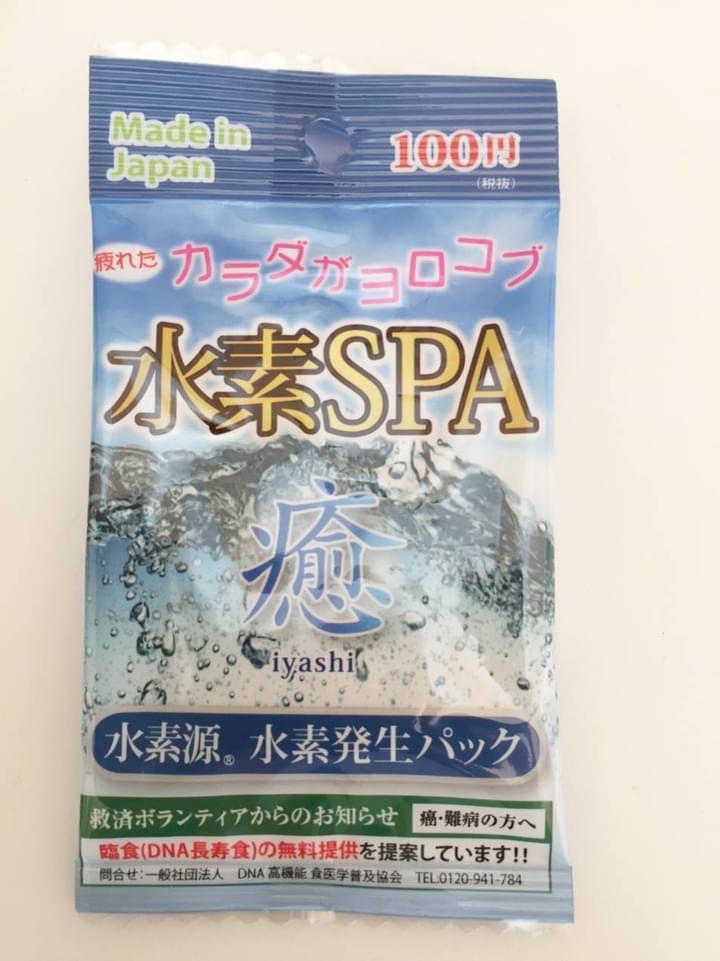 Made in
Japan
100円
(税抜)
疲れた カラダがヨロコブ
水素SPA
癒
iyashi
水素源® 水素発生パック
救済ボランティアからのお知らせ 癌・難病の方へ
臨食(DNA長寿食)の無料提供を提案しています!!
問合せ:一般社団法人 DNA 高機能 食医学普及協会 TEL:0120-941-784